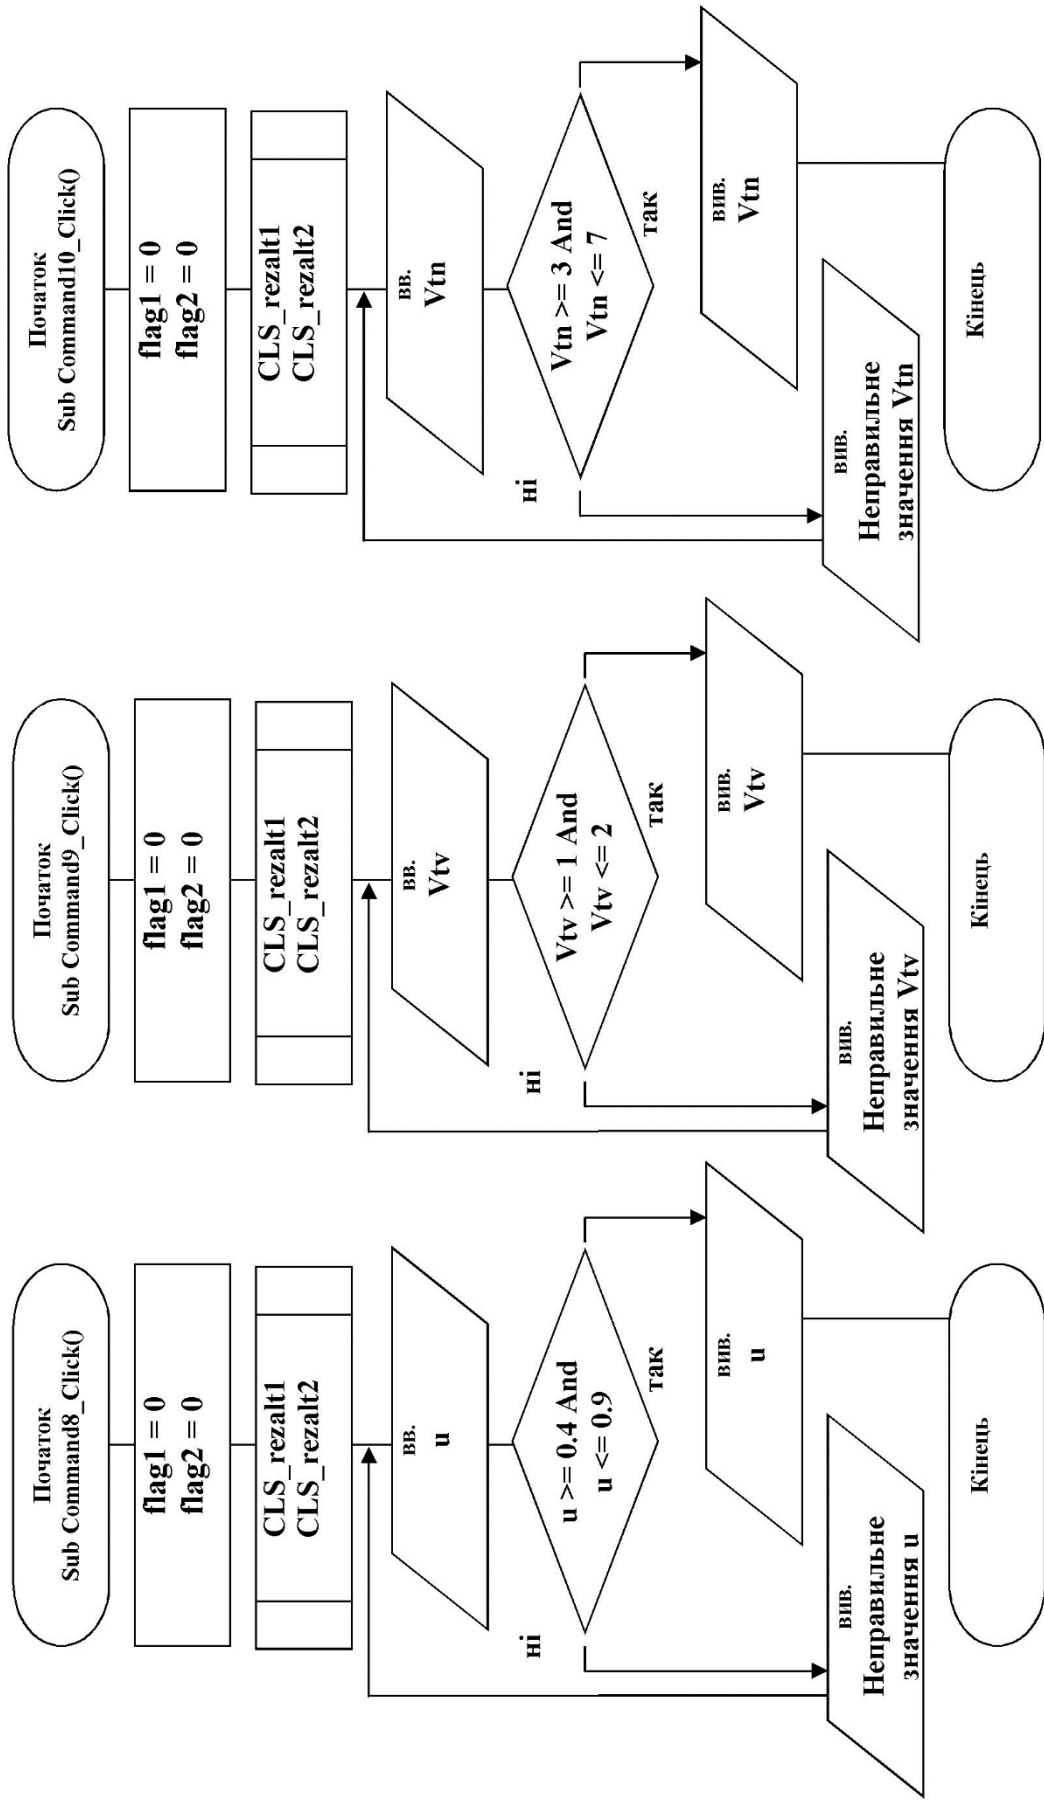 Початок
Sub Command8_Click()
flag1 = 0
flag2 = 0
CLS_rezalt1
CLS_rezalt2
вв.
u
u >= 0.4 And
u <= 0.9
ні
так
вив.
u
вив.
Неправильне
значення u
Кінець
Початок
Sub Command9_Click()
flag1 = 0
flag2 = 0
CLS_rezalt1
CLS_rezalt2
вв.
Vtv
Vtv >= 1 And
Vtv <= 2
ні
так
вив.
Vtv
вив.
Неправильне
значення Vtv
Кінець
Початок
Sub Command10_Click()
flag1 = 0
flag2 = 0
CLS_rezalt1
CLS_rezalt2
вв.
Vtn
Vtn >= 3 And
Vtn <= 7
ні
так
вив.
Vtn
вив.
Неправильне
значення Vtn
Кінець